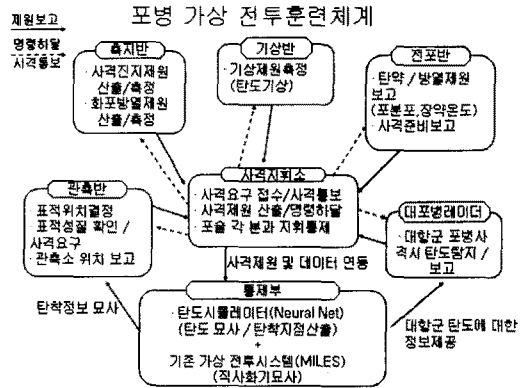 포병 가상 전투훈련체계
제원보고
명령하달
사격통보
측지반
· 사격진지제원
산출/측정
· 화포방열제원
산출/측정
기상반
· 기상제원측정
(탄도기상)
전포반
· 탄약 / 방열제원
보고
(포분포,장약온도)
· 사격준비보고
사격지휘소
· 사격요구 접수/사격통보
· 사격제원 산출/명령하달
· 포술 각 분과 지휘통제
관측반
표적위치결정
· 표적성질 확인 /
사격요구
· 관측소 위치 보고
대포병레이더
· 대항군 포병사
격시 탄도탐지 /
보고
사격제원 및 데이터 연동
탄착정보 묘사
통제부
· 탄도시뮬레이터(Neural Net)
(탄도 묘사 / 탄착지점산출)
+
기존 가상 전투시스템(MILES)
(직사화기묘사)
대항군 탄도에 대한
정보제공